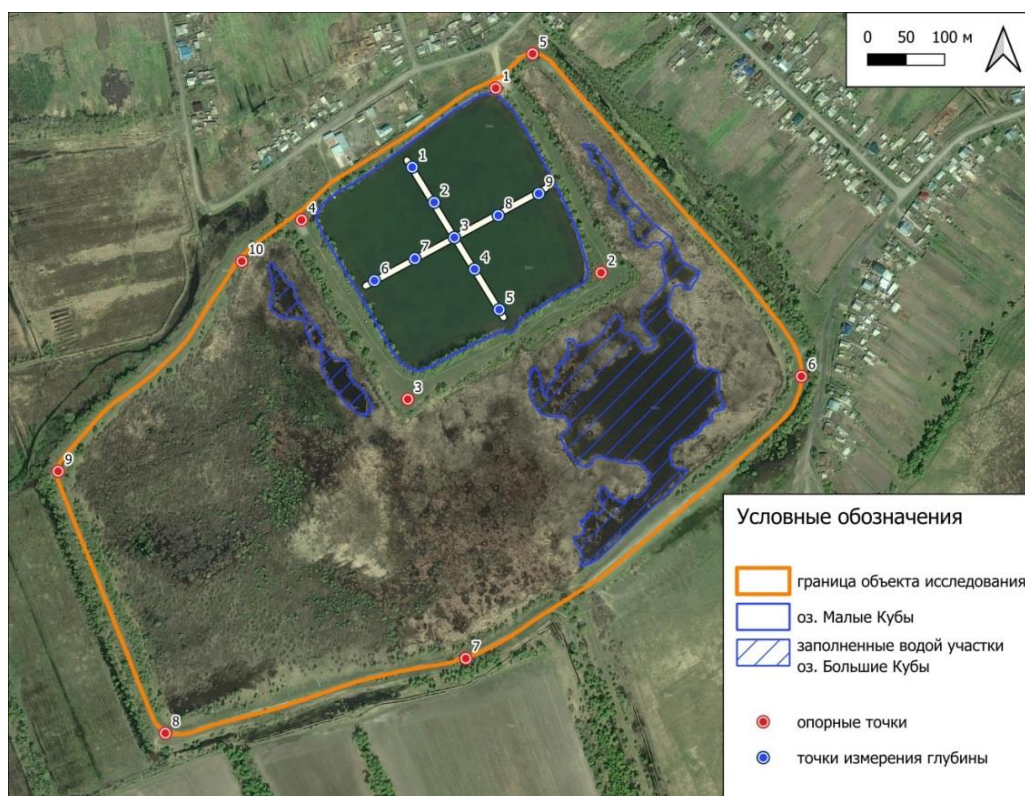 0 50 100 м
5
1
1
2
9
8
4
3
10
7
4
2
6
5
6
3
9
7
8
Условные обозначения
граница объекта исследования
оз. Малые Кубы
заполненные водой участки
оз. Большие Кубы
опорные точки
точки измерения глубины